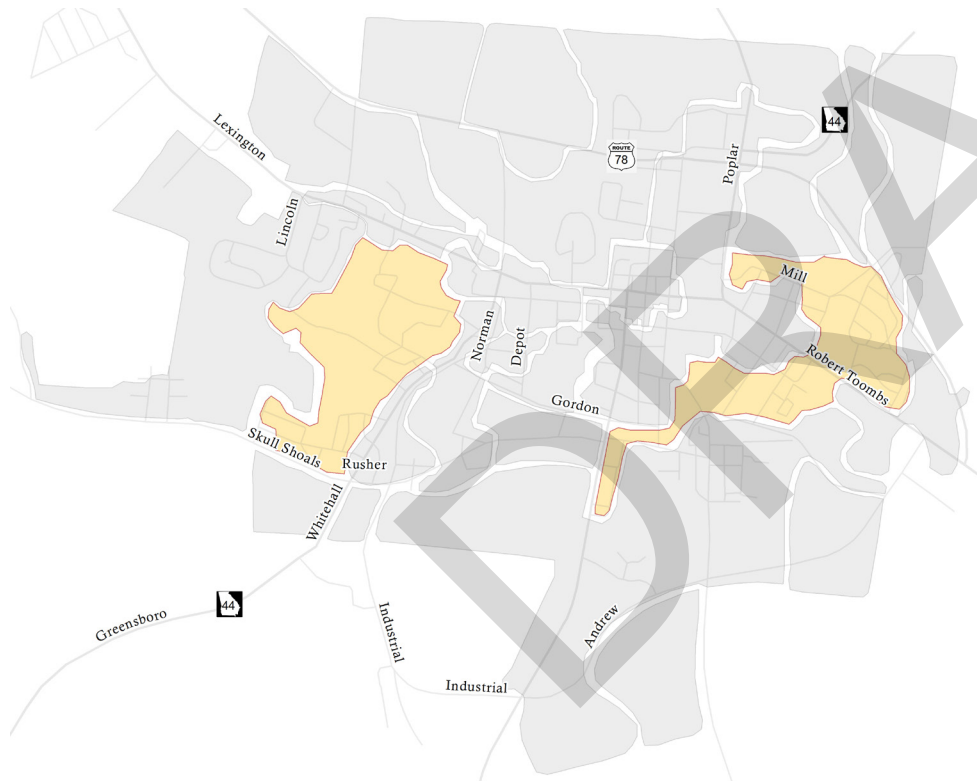 Lexington
44
ROUTE
78
Poplar
Lincoln
Mill
Norman
Depot
Robert Toombs
Gordon
Skull Shoals
Rusher
Whitehall
44
Greensboro
Industrial
Andrew
Industrial
DRAFT